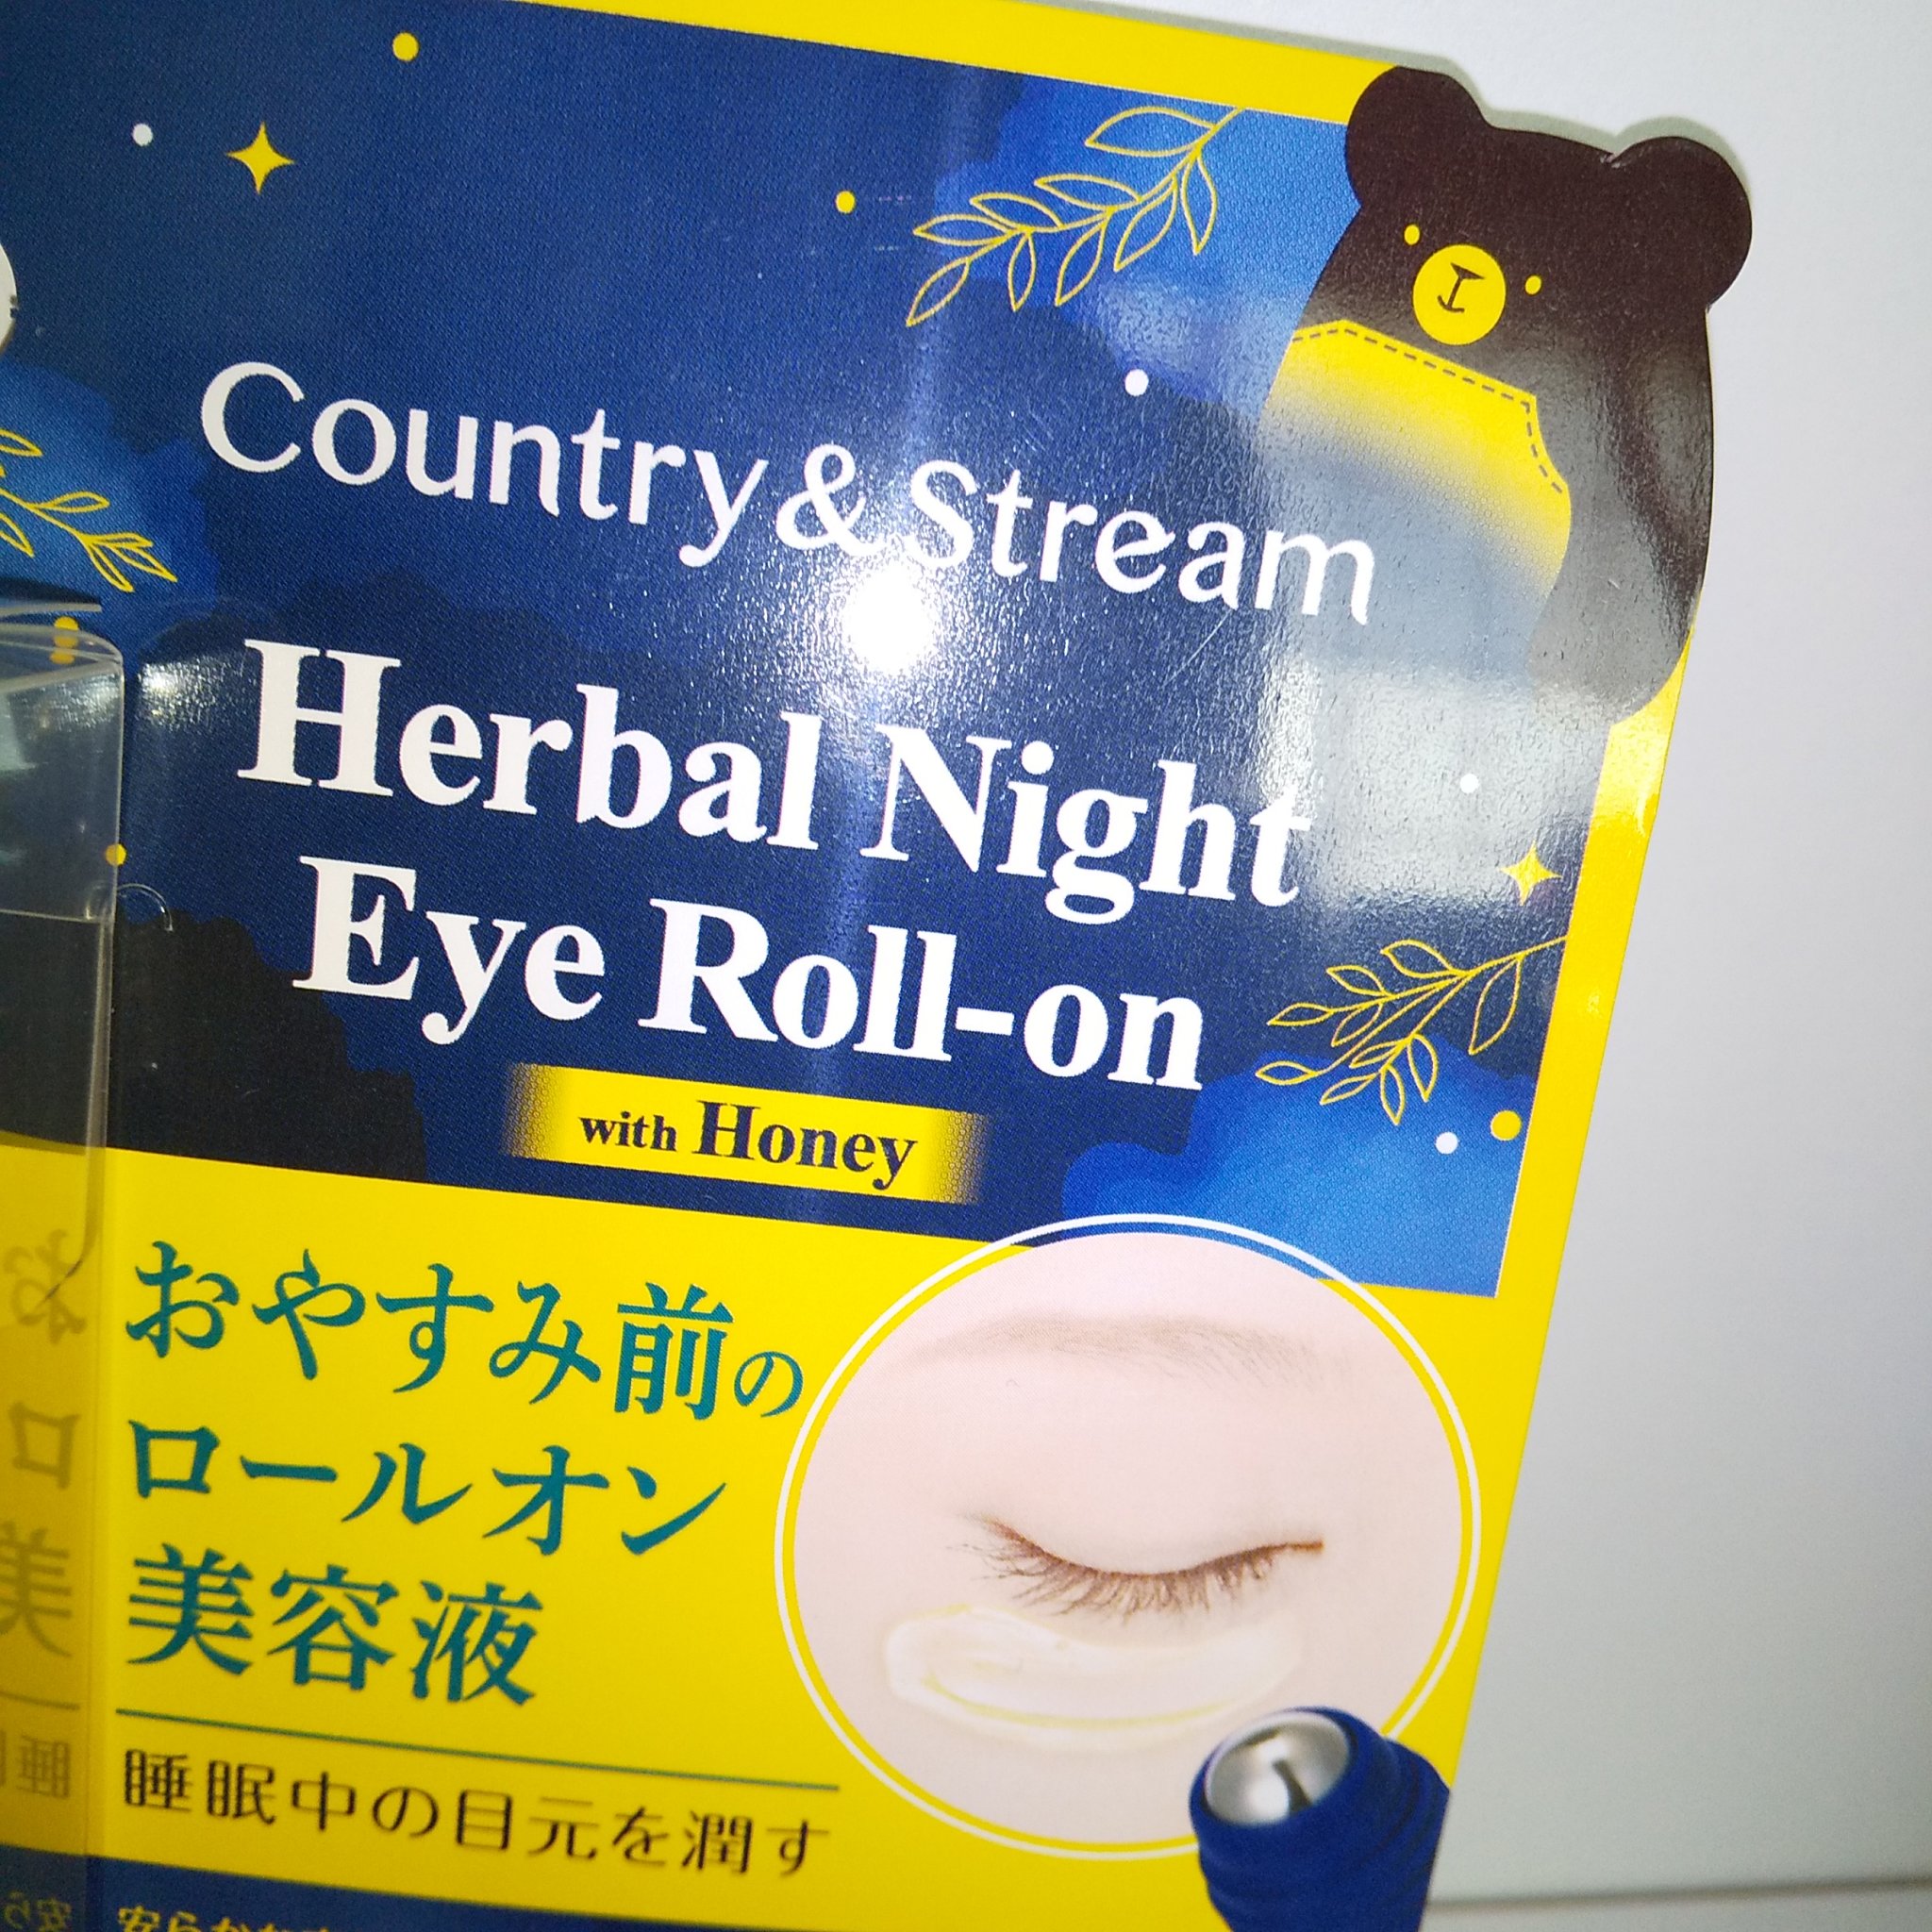 Country & Stream
Herbal Night
Eye Roll-on
with Honey
おやすみ前の
ロールオン
美容液
睡眠中の目元を潤す